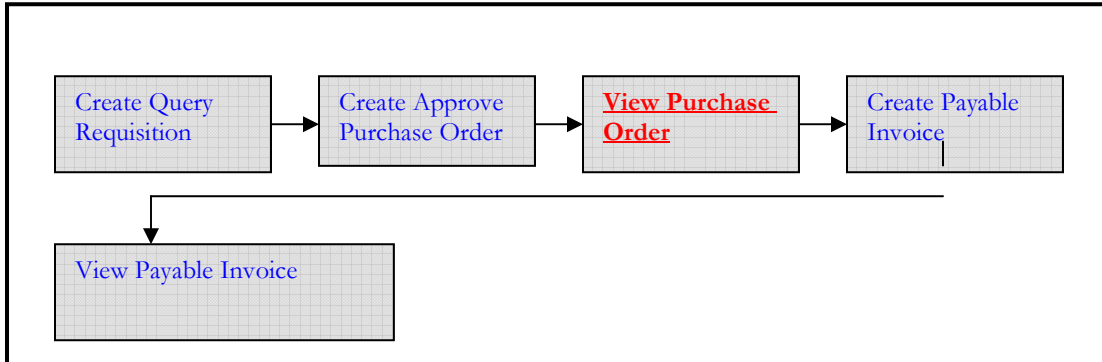 Create Query
Requisition
Create Approve
Purchase Order
View Purchase
Order
Create Payable
Invoice
View Payable Invoice